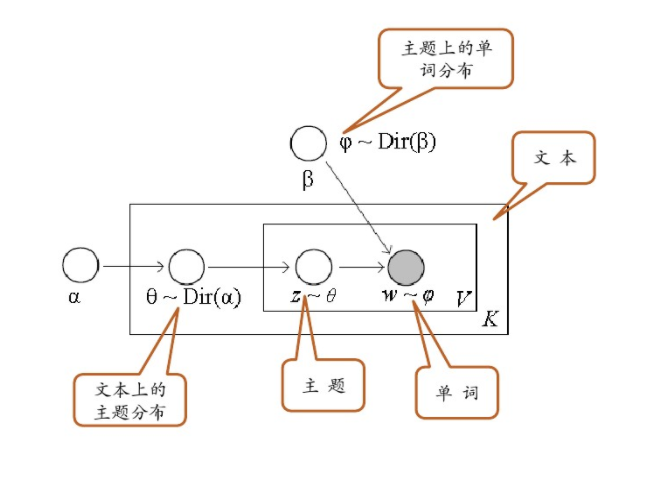 主题上的单
词分布
φ ~ Dir(β)
β
文 本
α
θ ~ Dir(α)
z ~ θ
w ~ φ
V
K
文本上的
主题分布
主 题
单 词